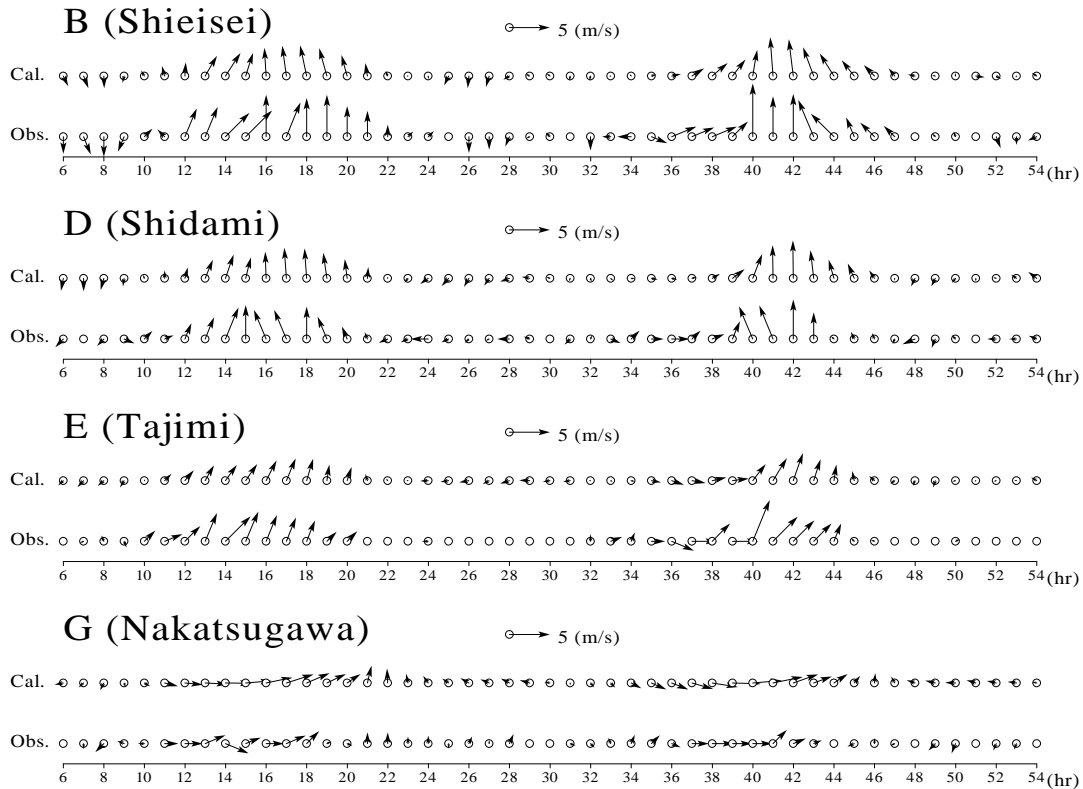 B (Shieisei)
5 (m/s)
Cal.
Obs.
6 8 10 12 14 16 18 20 22 24 26 28 30 32 34 36 38 40 42 44 46 48 50 52 54 (hr)
D (Shidami)
5 (m/s)
Cal.
Obs.
6 8 10 12 14 16 18 20 22 24 26 28 30 32 34 36 38 40 42 44 46 48 50 52 54 (hr)
E (Tajimi)
5 (m/s)
Cal.
Obs.
6 8 10 12 14 16 18 20 22 24 26 28 30 32 34 36 38 40 42 44 46 48 50 52 54 (hr)
G (Nakatsugawa)
5 (m/s)
Cal.
Obs.
6 8 10 12 14 16 18 20 22 24 26 28 30 32 34 36 38 40 42 44 46 48 50 52 54 (hr)